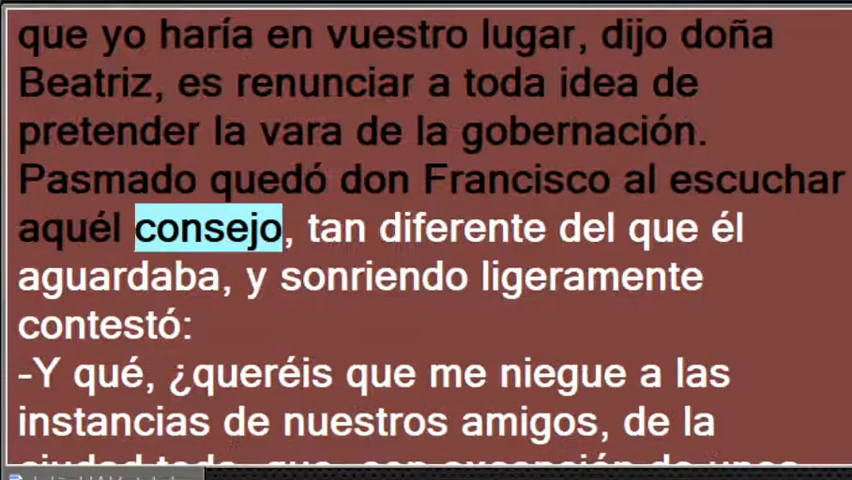 que yo haría en vuestro lugar, dijo doña
Beatriz, es renunciar a toda idea de
pretender la vara de la gobernación.
Pasmado quedó don Francisco al escuchar
aquél consejo, tan diferente del que él
aguardaba, y sonriendo ligeramente
contestó:
-Y qué, ¿queréis que me niegue a las
instancias de nuestros amigos, de la